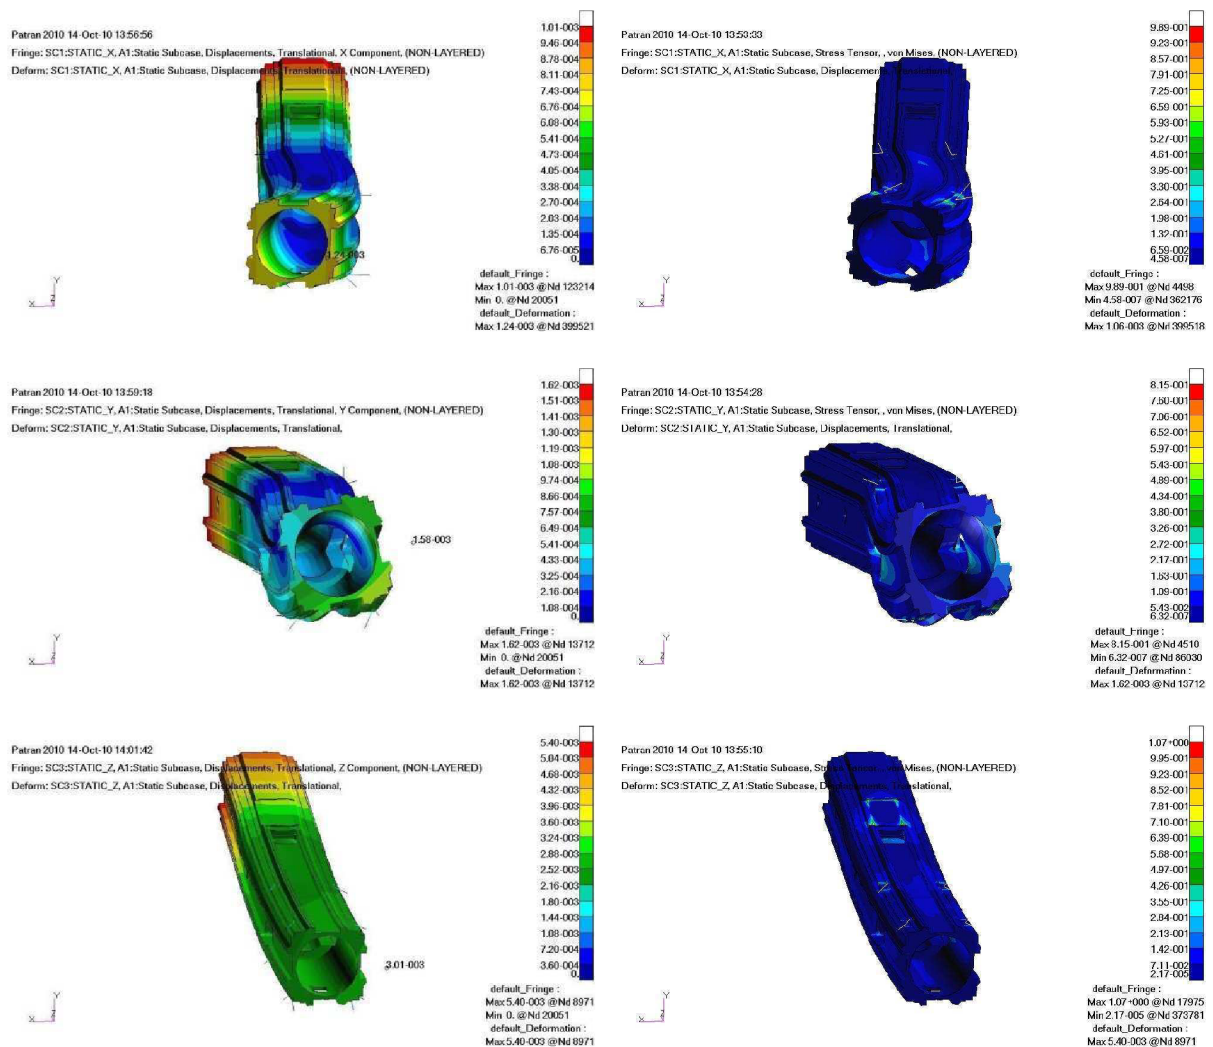 Patran 2010 14-Oct-10 13:56:56
Fringe: SC1:STATIC_X, A1:Static Subcase, Displacements, Translational, X Component, (NON-LAYERED)
Deform: SC1:STATIC_X, A1:Static Subcase, Displacements, Translational, (NON-LAYERED)
1.01-003
9.46-004
8.78-004
8.11-004
7.43-004
6.76-004
6.08-004
5.41-004
4.73-004
4.05-004
3.38-004
2.70-004
2.03-004
1.35-004
6.76-005
0.
1.24-003
Y
X Z
default_Fringe :
Max 1.01-003 @Nd 123214
Min 0. @Nd 20051
default_Deformation :
Max 1.24-003 @Nd 399521
Patran 2010 14-Oct-10 13:53:33
Fringe: SC1:STATIC_X, A1:Static Subcase, Stress Tensor, , von Mises, (NON-LAYERED)
Deform: SC1:STATIC_X, A1:Static Subcase, Displacements, Translational,
9.89-001
9.23-001
8.57-001
7.91-001
7.25-001
6.59-001
5.93-001
5.27-001
4.61-001
3.95-001
3.30-001
2.64-001
1.98-001
1.32-001
6.59-002
4.58-007
Y
X Z
default_Fringe :
Max 9.89-001 @Nd 4498
Min 4.58-007 @Nd 362176
default_Deformation :
Max 1.06-003 @Nd 399518
Patran 2010 14-Oct-10 13:59:18
Fringe: SC2:STATIC_Y, A1:Static Subcase, Displacements, Translational, Y Component, (NON-LAYERED)
Deform: SC2:STATIC_Y, A1:Static Subcase, Displacements, Translational,
1.62-003
1.51-003
1.41-003
1.30-003
1.19-003
1.08-003
9.74-004
8.66-004
7.57-004
6.49-004
5.41-004
4.33-004
3.25-004
2.16-004
1.08-004
0.
1.58-003
Y
X Z
default_Fringe :
Max 1.62-003 @Nd 13712
Min 0. @Nd 20051
default_Deformation :
Max 1.62-003 @Nd 13712
Patran 2010 14-Oct-10 13:54:28
Fringe: SC2:STATIC_Y, A1:Static Subcase, Stress Tensor, , von Mises, (NON-LAYERED)
Deform: SC2:STATIC_Y, A1:Static Subcase, Displacements, Translational,
8.15-001
7.60-001
7.06-001
6.52-001
5.97-001
5.43-001
4.89-001
4.34-001
3.80-001
3.26-001
2.72-001
2.17-001
1.63-001
1.09-001
5.43-002
6.32-007
Y
X Z
default_Fringe :
Max 8.15-001 @Nd 4510
Min 6.32-007 @Nd 86030
default_Deformation :
Max 1.62-003 @Nd 13712
Patran 2010 14-Oct-10 14:01:42
Fringe: SC3:STATIC_Z, A1:Static Subcase, Displacements, Translational, Z Component, (NON-LAYERED)
Deform: SC3:STATIC_Z, A1:Static Subcase, Displacements, Translational,
5.40-003
5.04-003
4.68-003
4.32-003
3.96-003
3.60-003
3.24-003
2.88-003
2.52-003
2.16-003
1.80-003
1.44-003
1.08-003
7.20-004
3.60-004
0.
3.01-003
Y
X Z
default_Fringe :
Max 5.40-003 @Nd 8971
Min 0. @Nd 20051
default_Deformation :
Max 5.40-003 @Nd 8971
Patran 2010 14-Oct-10 13:55:10
Fringe: SC3:STATIC_Z, A1:Static Subcase, Stress Tensor, , von Mises, (NON-LAYERED)
Deform: SC3:STATIC_Z, A1:Static Subcase, Displacements, Translational,
1.07+000
9.95-001
9.23-001
8.52-001
7.81-001
7.10-001
6.39-001
5.68-001
4.97-001
4.26-001
3.55-001
2.84-001
2.13-001
1.42-001
7.11-002
2.17-005
Y
X Z
default_Fringe :
Max 1.07+000 @Nd 17975
Min 2.17-005 @Nd 373781
default_Deformation :
Max 5.40-003 @Nd 8971